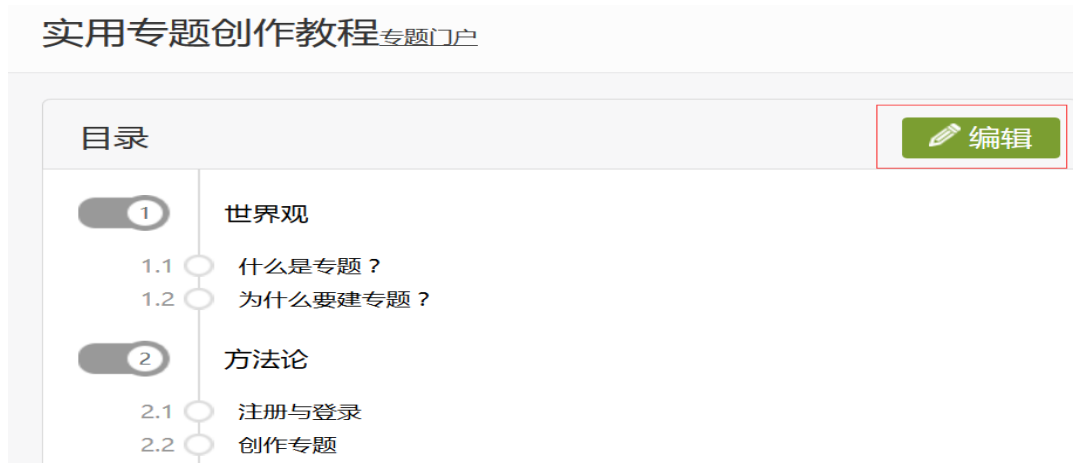 实用专题创作教程专题门户
目录
编辑
1 世界观
1.1 什么是专题？
1.2 为什么要建专题？
2 方法论
2.1 注册与登录
2.2 创作专题